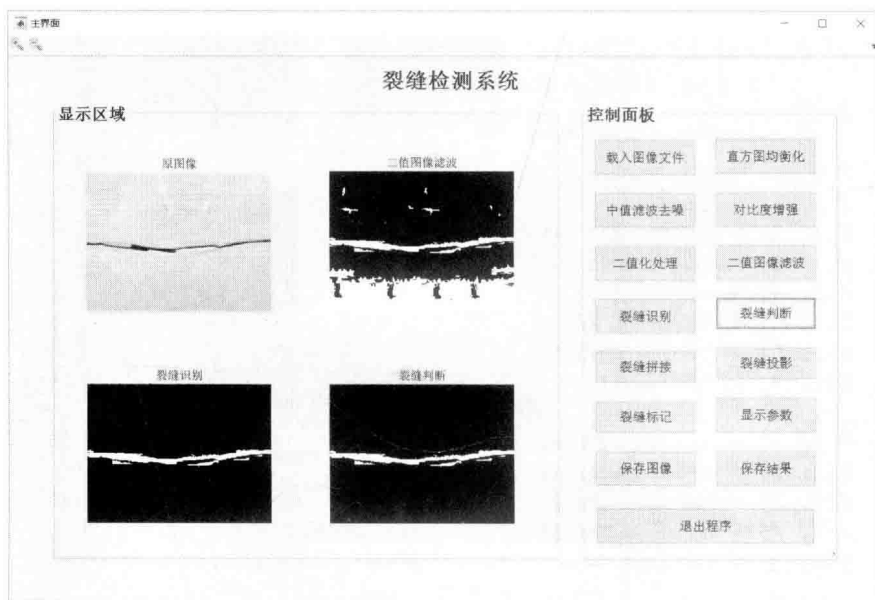 主界面
裂缝检测系统
显示区域
原图像
二值图像滤波
裂缝识别
裂缝判断
控制面板
载入图像文件
直方图均衡化
中值滤波去噪
对比度增强
二值化处理
二值图像滤波
裂缝识别
裂缝判断
裂缝拼接
裂缝投影
裂缝标记
显示参数
保存图像
保存结果
退出程序